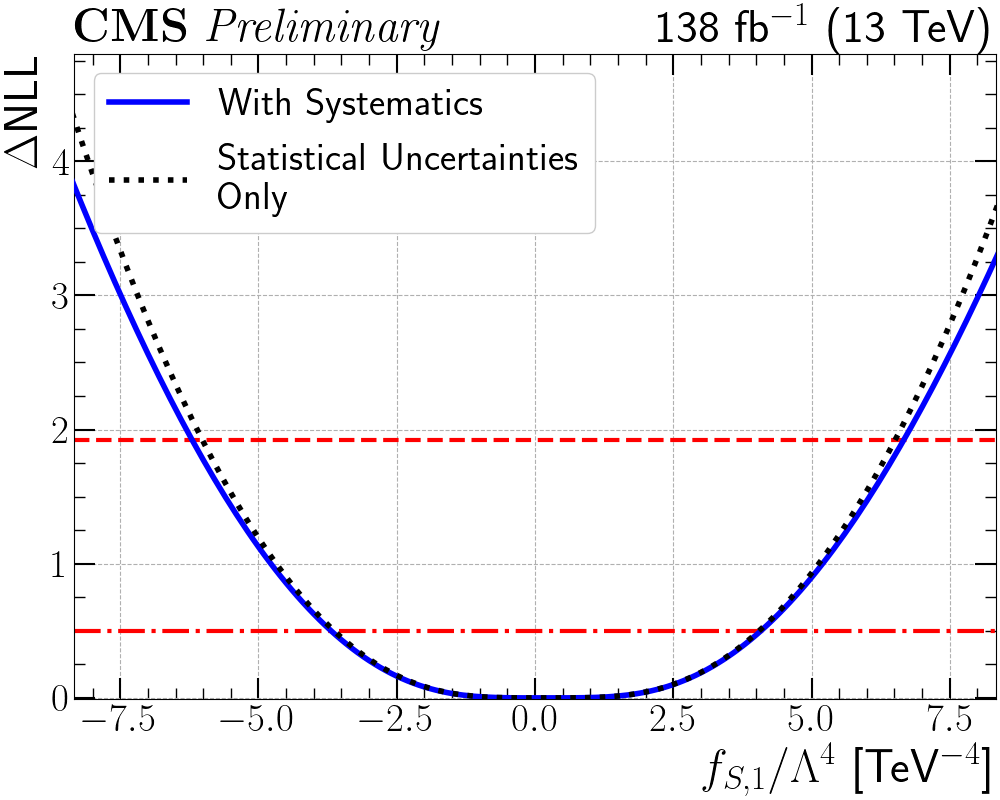 CMS Preliminary 138 fb⁻¹ (13 TeV)
ΔNLL
With Systematics
Statistical Uncertainties
Only
4
3
2
1
0
−7.5 −5.0 −2.5 0.0 2.5 5.0 7.5
f_{S,1}/Λ⁴ [TeV⁻⁴]